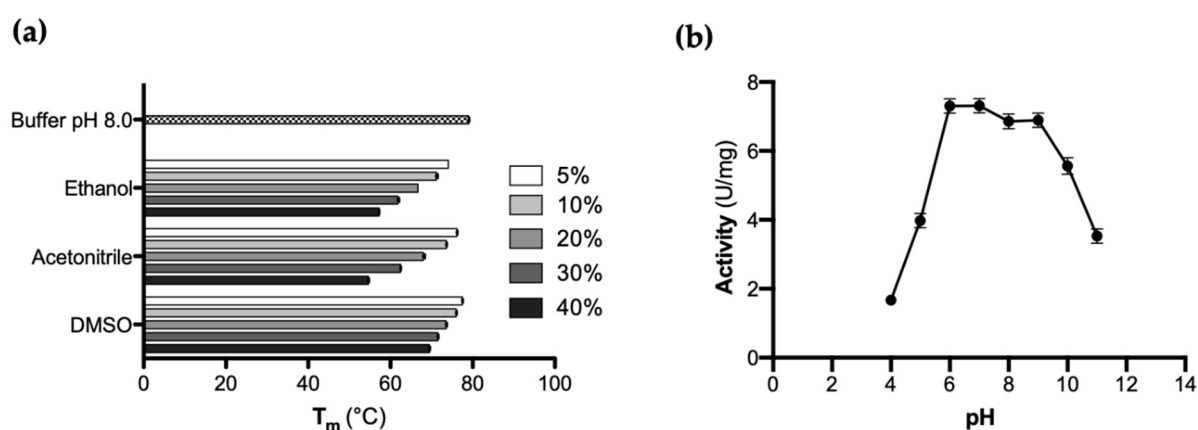 (a)
Buffer pH 8.0
Ethanol
Acetonitrile
DMSO
0 20 40 60 80 100
Tm (°C)
5%
10%
20%
30%
40%
(b)
Activity (U/mg)
8
6
4
2
0
0 2 4 6 8 10 12 14
pH